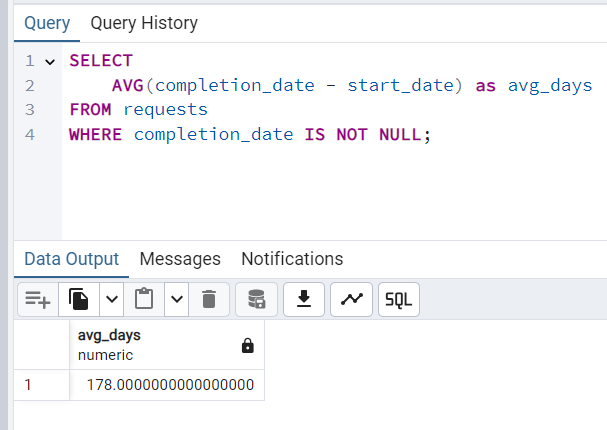 Query Query History
1 SELECT
2 AVG(completion_date - start_date) as avg_days
3 FROM requests
4 WHERE completion_date IS NOT NULL;
Data Output Messages Notifications
SQL
avg_days
numeric
1 178.0000000000000000